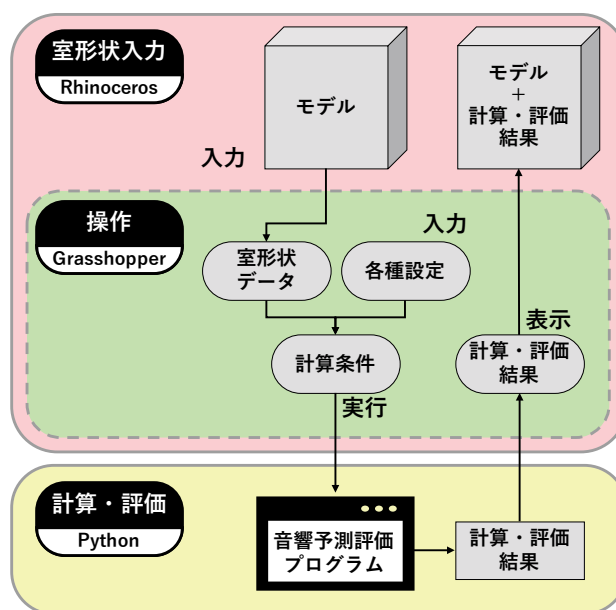 室形状入力
Rhinoceros
モデル
モデル
+
計算・評価
結果
入力
操作
Grasshopper
入力
室形状
データ
各種設定
計算条件
表示
計算・評価
結果
実行
計算・評価
Python
音響予測評価
プログラム
計算・評価
結果